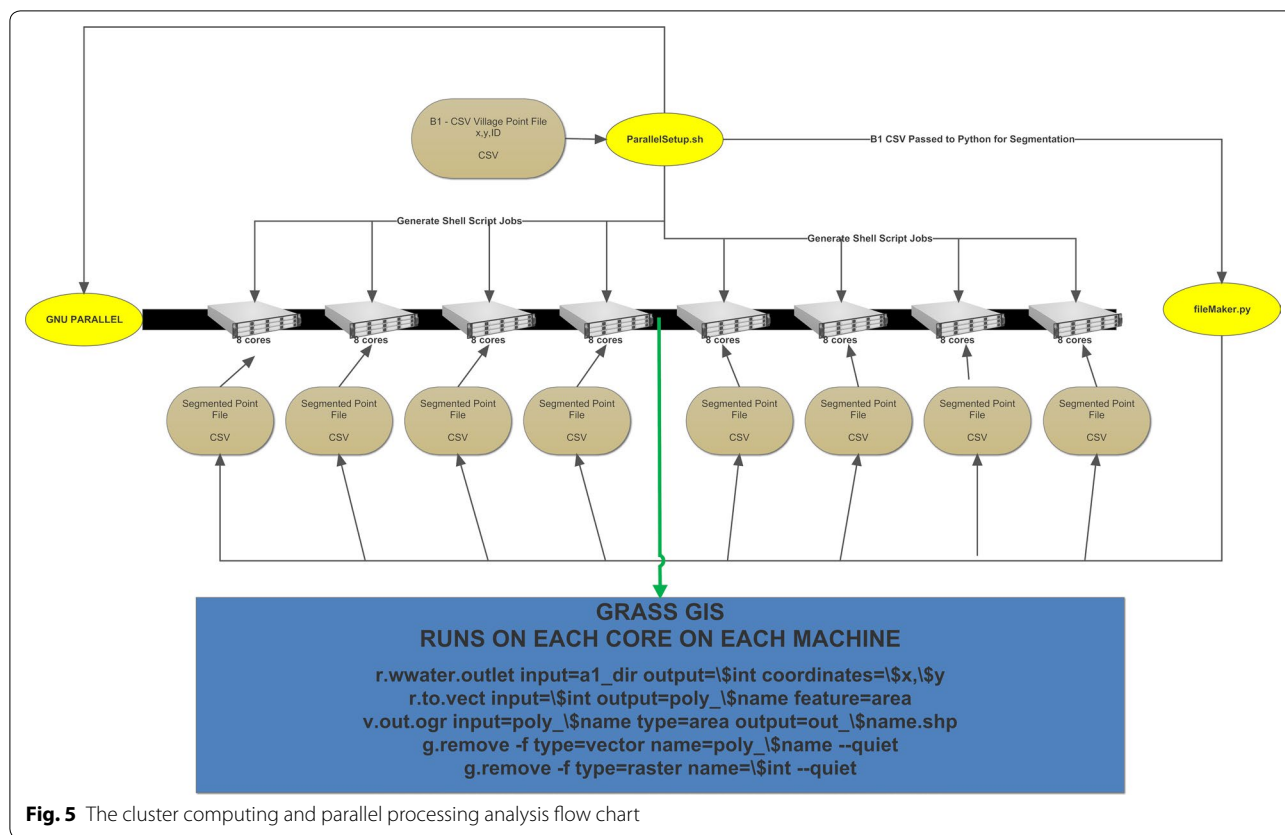 B1 - CSV Village Point File
x,y,ID
CSV
ParallelSetup.sh
B1 CSV Passed to Python for Segmentation
Generate Shell Script Jobs
Generate Shell Script Jobs
GNU PARALLEL
8 cores
8 cores
8 cores
8 cores
8 cores
8 cores
8 cores
8 cores
fileMaker.py
Segmented Point
File
CSV
Segmented Point
File
CSV
Segmented Point
File
CSV
Segmented Point
File
CSV
Segmented Point
File
CSV
Segmented Point
File
CSV
Segmented Point
File
CSV
Segmented Point
File
CSV
GRASS GIS
RUNS ON EACH CORE ON EACH MACHINE
r.wwater.outlet input=a1_dir output=\$int coordinates=\$x,\$y
r.to.vect input=\$int output=poly_\$name feature=area
v.out.ogr input=poly_\$name type=area output=out_\$name.shp
g.remove -f type=vector name=poly_\$name --quiet
g.remove -f type=raster name=\$int --quiet
Fig. 5 The cluster computing and parallel processing analysis flow chart